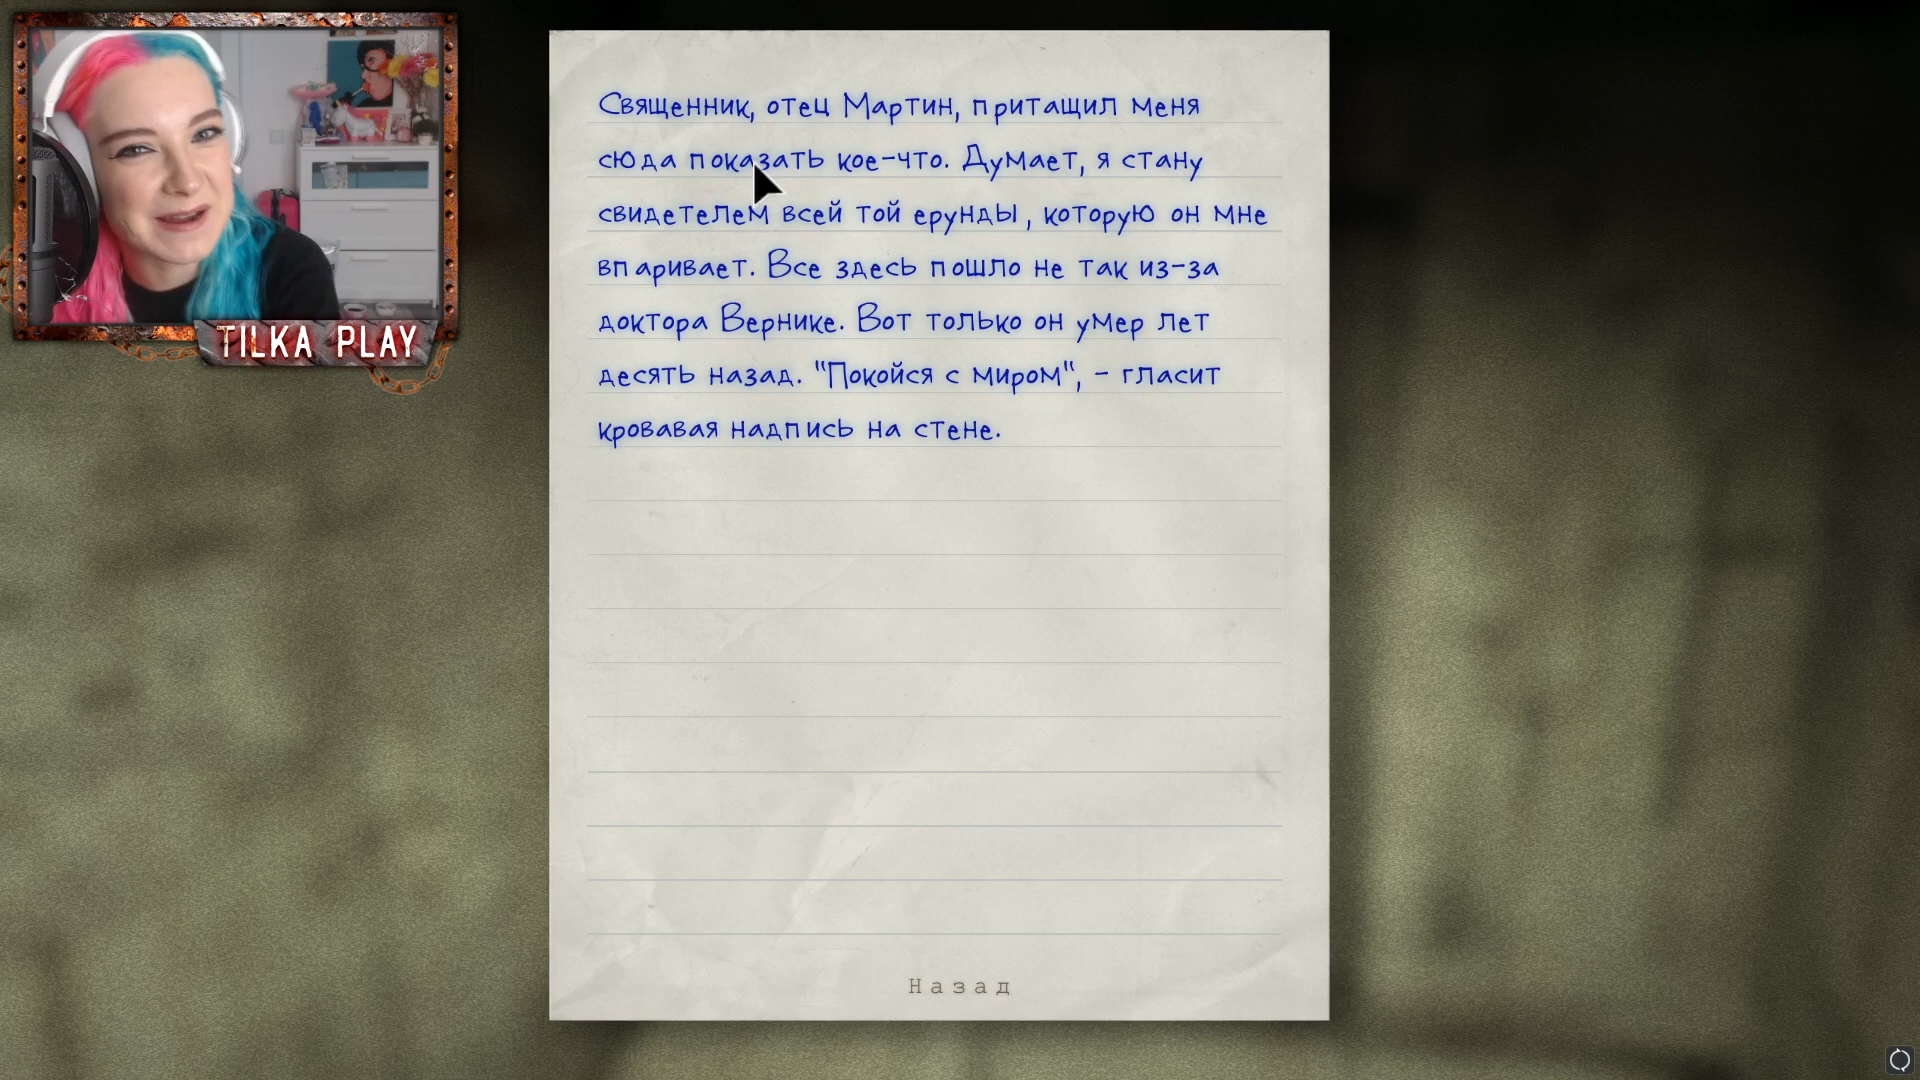 TILKA PLAY
Священник, отец Мартин, притащил меня
сюда показать кое-что. Думает, я стану
свидетелем всей той ерунды, которую он мне
впаривает. Все здесь пошло не так из-за
доктора Вернике. Вот только он умер лет
десять назад. "Покойся с миром", - гласит
кровавая надпись на стене.
Назад